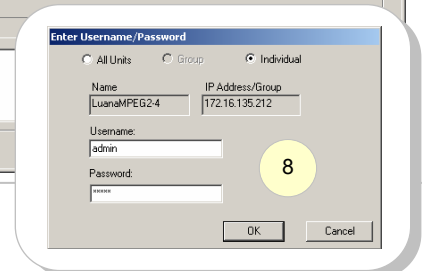 Enter Username/Password
All Units Group Individual
Name IP Address/Group
LuanaMPEG2-4 172.16.135.212
Username:
admin
Password:
*****
8
OK Cancel